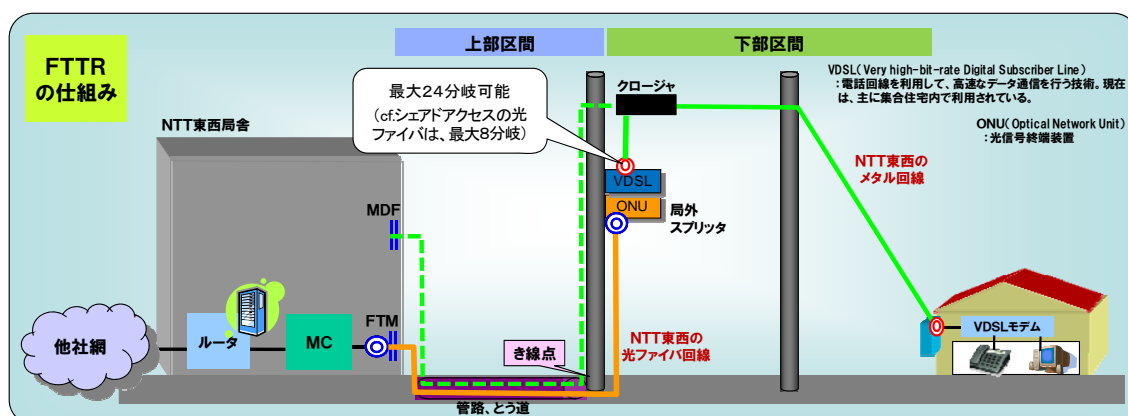 FTTR
の仕組み
上部区間
下部区間
VDSL(Very high-bit-rate Digital Subscriber Line)
:電話回線を利用して、高速なデータ通信を行う技術。現在
は、主に集合住宅内で利用されている。
ONU(Optical Network Unit)
:光信号終端装置
最大24分岐可能
(cf.シェアドアクセスの光
ファイバは、最大8分岐)
クロージャ
NTT東西局舎
VDSL
ONU
局外
スプリッタ
NTT東西の
メタル回線
MDF
FTM
他社網
ルータ
MC
き線点
NTT東西の
光ファイバ回線
VDSLモデム
管路、とう道